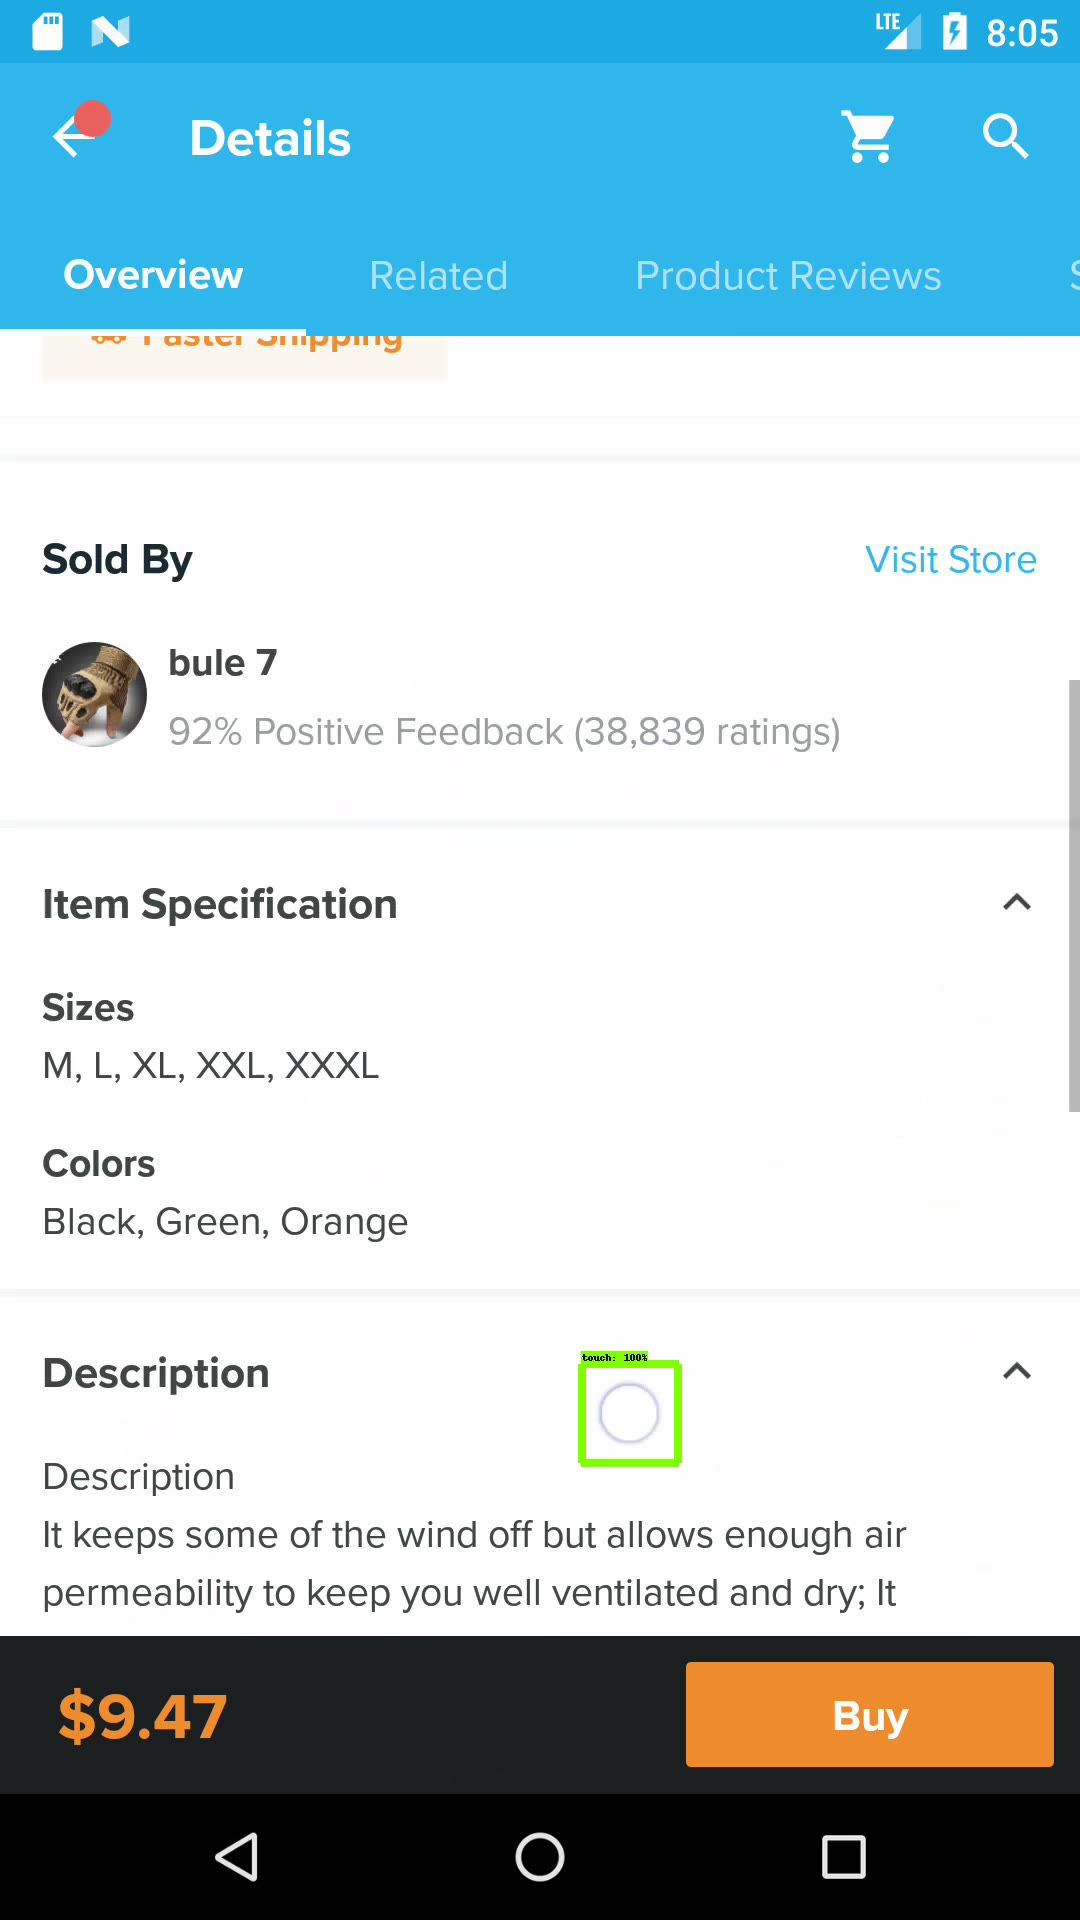 LTE 8:05
Details
Overview Related Product Reviews S
Faster Shipping
Sold By Visit Store
bule 7
92% Positive Feedback (38,839 ratings)
Item Specification
Sizes
M, L, XL, XXL, XXXL
Colors
Black, Green, Orange
touch: 100%
Description
Description
It keeps some of the wind off but allows enough air
permeability to keep you well ventilated and dry; It
$9.47 Buy